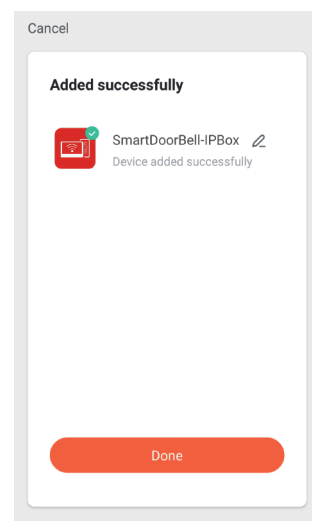 Cancel
Added successfully
SmartDoorBell-IPBox
Device added successfully
Done